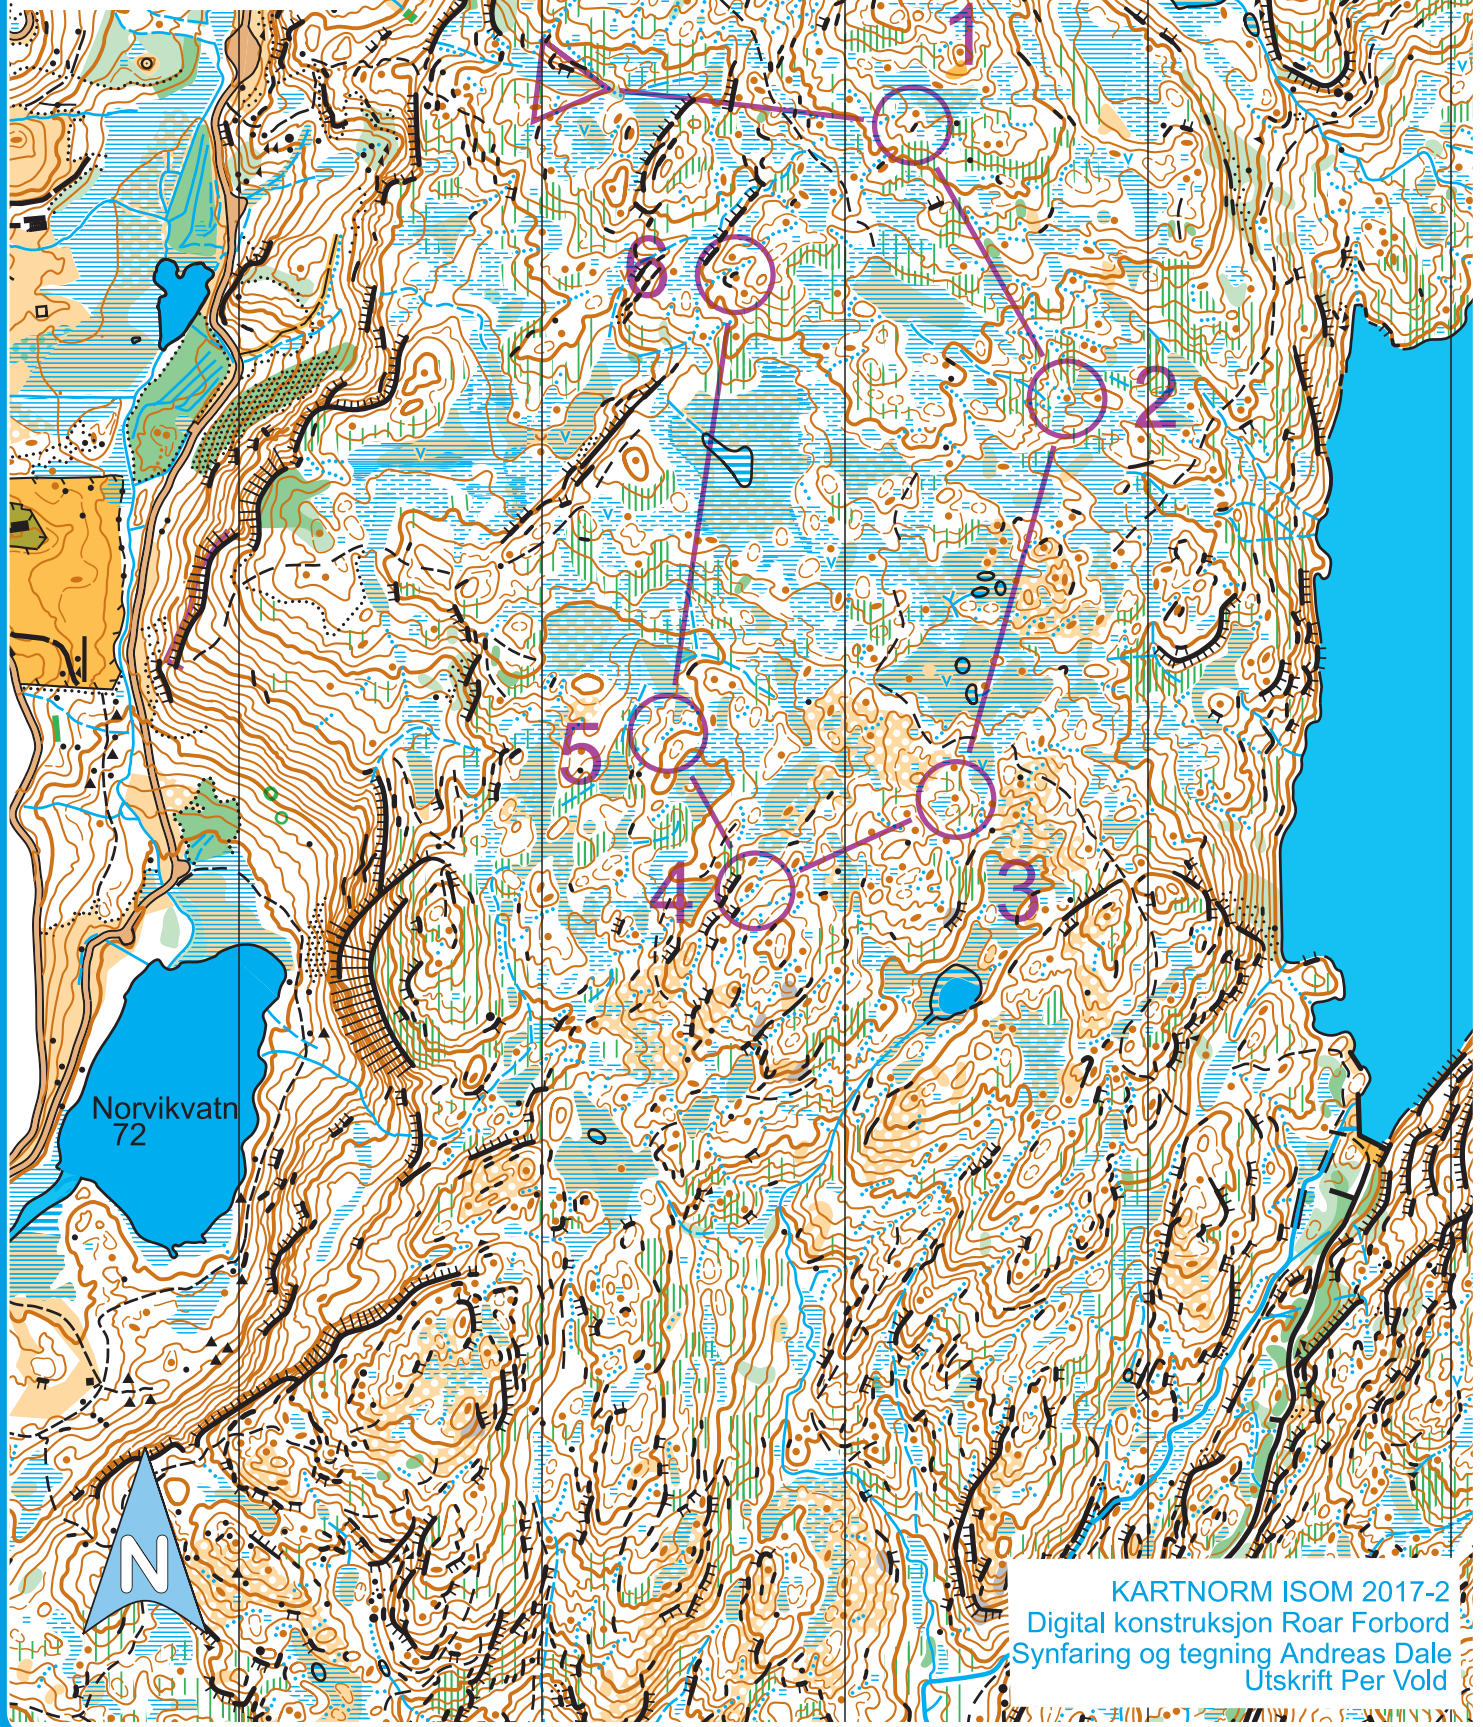 1
6
2
5
4
3
Norvikvatn
72
N
KARTNORM ISOM 2017-2
Digital konstruksjon Roar Forbord
Synfaring og tegning Andreas Dale
Utskrift Per Vold